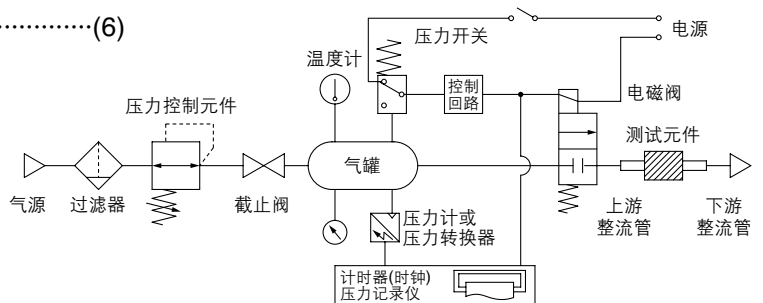 …………(6)
压力开关
电源
温度计
控制
回路
电磁阀
压力控制元件
测试元件
气罐
气源
过滤器
截止阀
压力计或
压力转换器
上游
整流管
下游
整流管
计时器(时钟)
压力记录仪